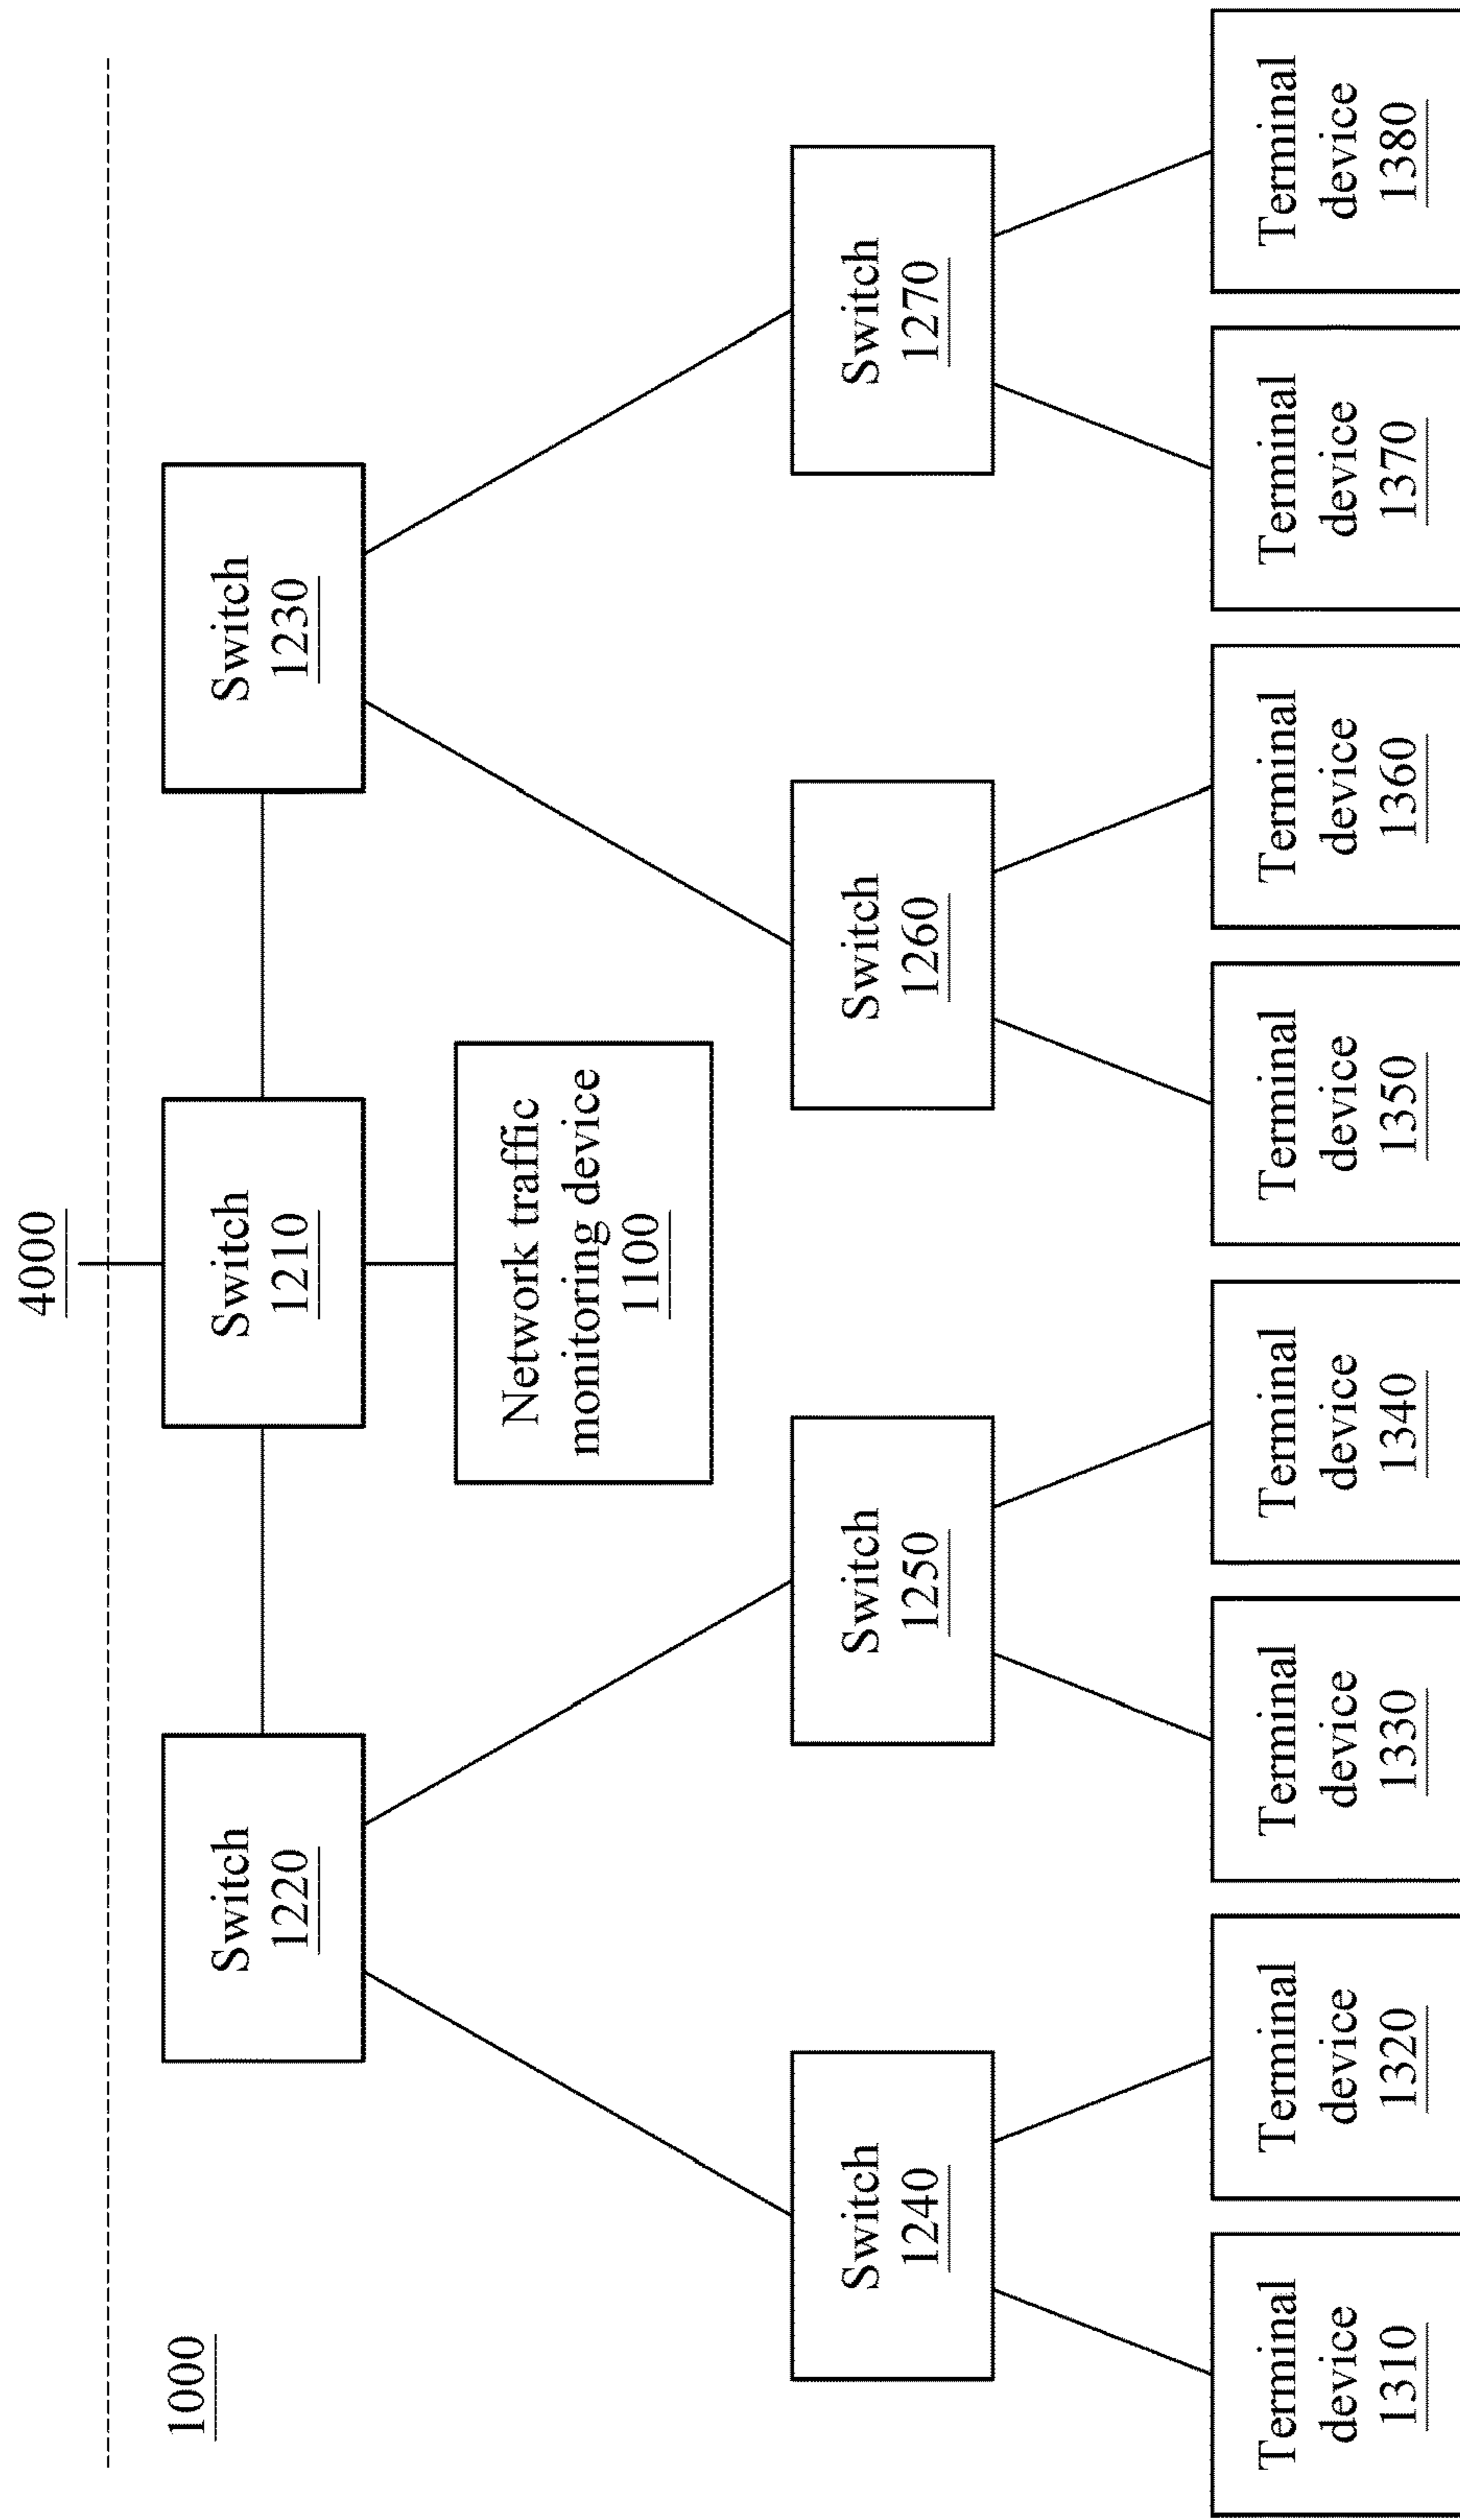 4000
1000
Switch
1220
Switch
1210
Switch
1230
Network traffic
monitoring device
1100
Switch
1240
Switch
1250
Switch
1260
Switch
1270
Terminal
device
1310
Terminal
device
1320
Terminal
device
1330
Terminal
device
1340
Terminal
device
1350
Terminal
device
1360
Terminal
device
1370
Terminal
device
1380